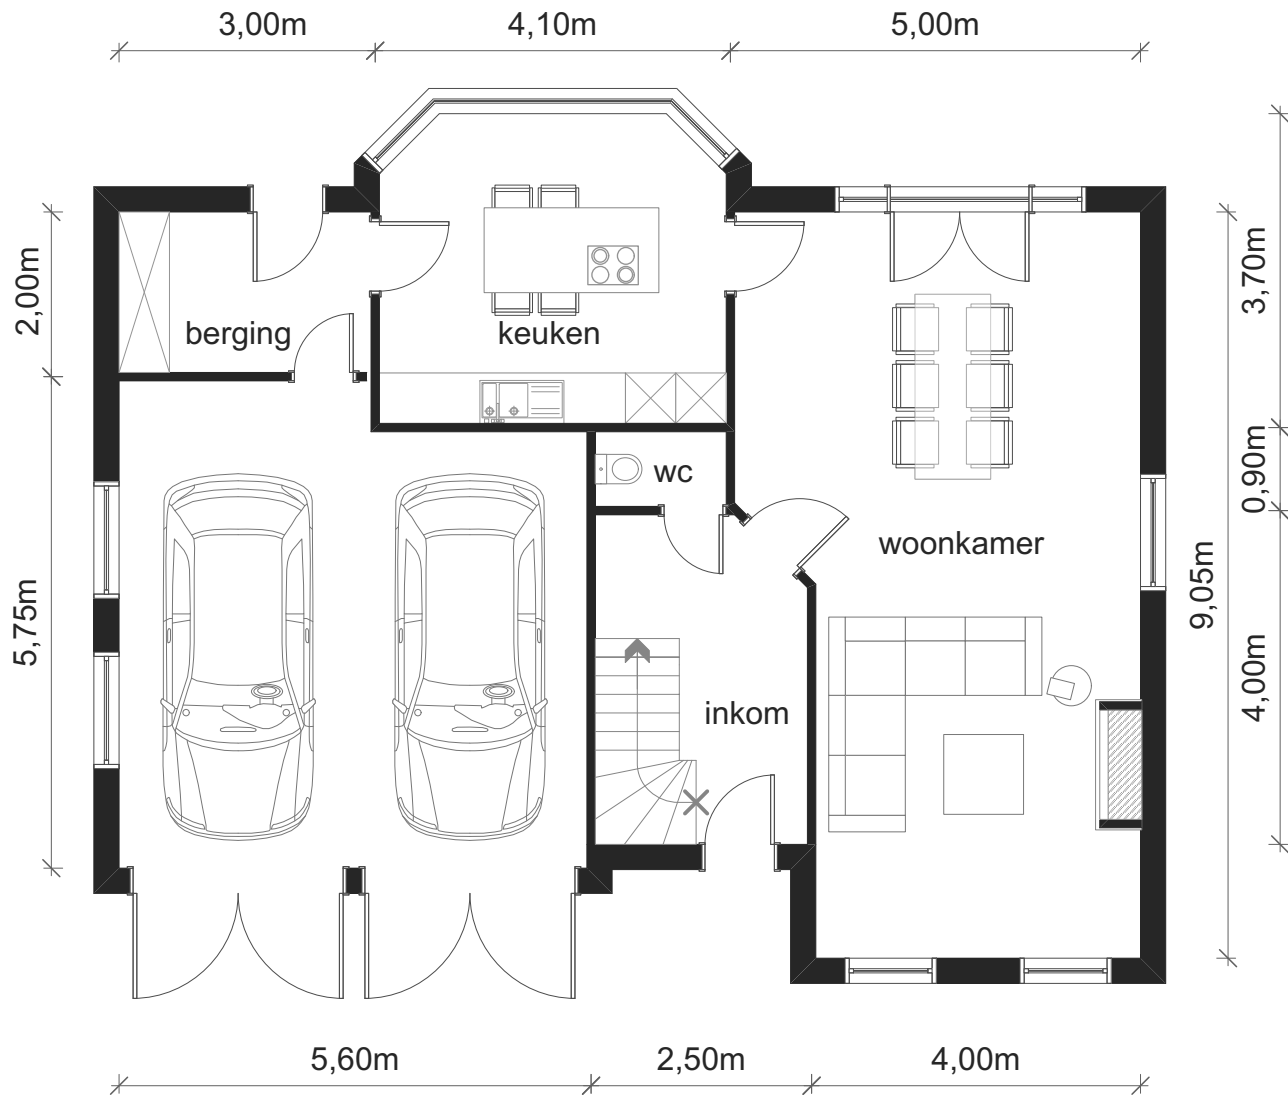 3,00m
4,10m
5,00m
2,00m
3,70m
berging
keuken
0,90m
wc
woonkamer
9,05m
5,75m
4,00m
inkom
5,60m
2,50m
4,00m